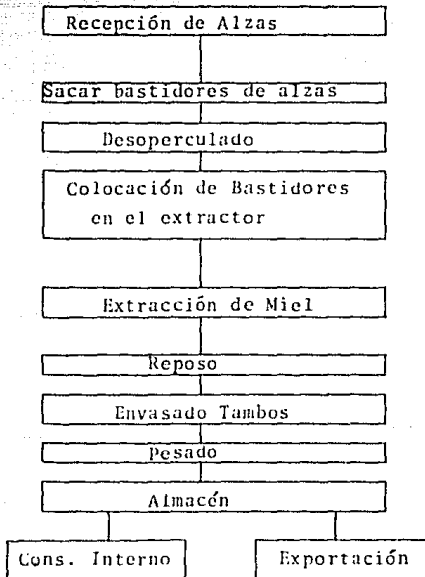 Recepción de Alzas
Sacar bastidores de alzas
Desoperculado
Colocación de Bastidores
en el extractor
Extracción de Miel
Reposo
Envasado Tambos
Pesado
Almacén
Cons. Interno
Exportación